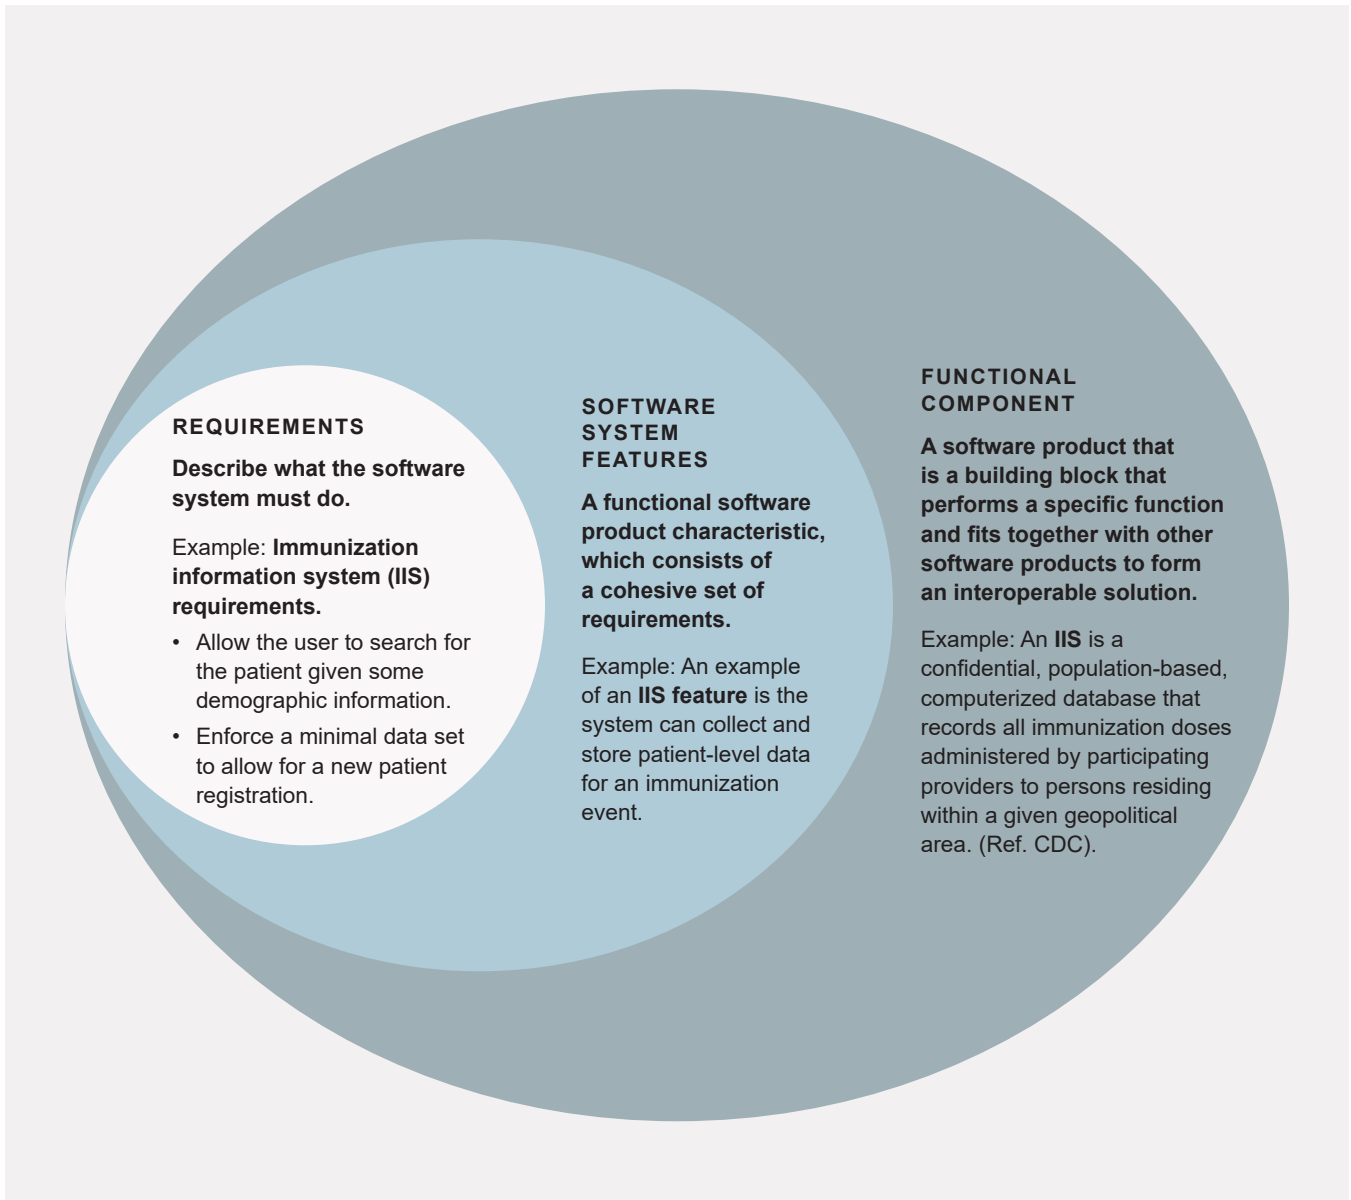 REQUIREMENTS
Describe what the software
system must do.
Example: Immunization
information system (IIS)
requirements.
• Allow the user to search for
the patient given some
demographic information.
• Enforce a minimal data set
to allow for a new patient
registration.
SOFTWARE
SYSTEM
FEATURES
A functional software
product characteristic,
which consists of
a cohesive set of
requirements.
Example: An example
of an IIS feature is the
system can collect and
store patient-level data
for an immunization
event.
FUNCTIONAL
COMPONENT
A software product that
is a building block that
performs a specific function
and fits together with other
software products to form
an interoperable solution.
Example: An IIS is a
confidential, population-based,
computerized database that
records all immunization doses
administered by participating
providers to persons residing
within a given geopolitical
area. (Ref. CDC).